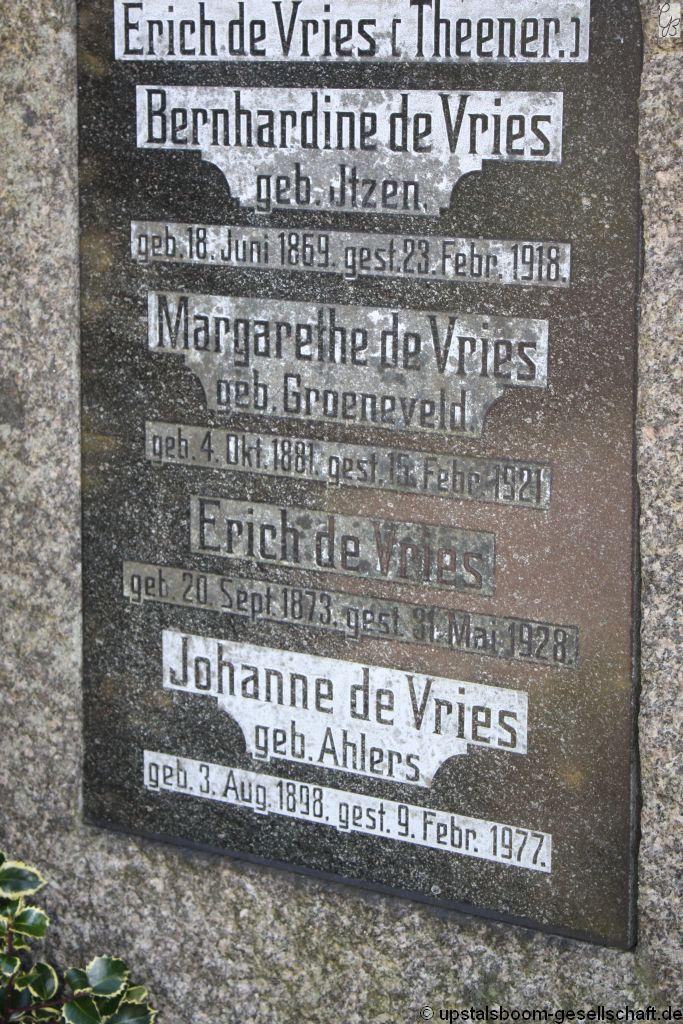 Erich de Vries (Theener.)
Bernhardine de Vries
geb. Itzen.
geb. 18. Juni 1869. gest. 23. Febr. 1918.
Margarethe de Vries
geb. Groeneveld.
geb. 4. Okt. 1881. gest. 15. Febr. 1921
Erich de Vries
geb. 20. Sept. 1873. gest. 31. Mai 1928.
Johanne de Vries
geb. Ahlers
geb. 3. Aug. 1898, gest. 9. Febr. 1977.
© upstalsboom-gesellschaft.de